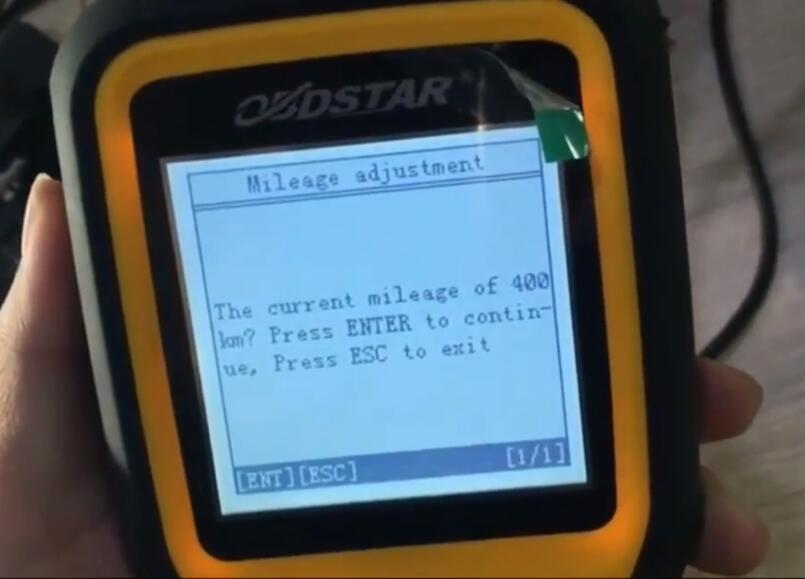 OBDSTAR®
Mileage adjustment
The current mileage of 400
km? Press ENTER to contin-
ue, Press ESC to exit
[ENT][ESC] [1/1]